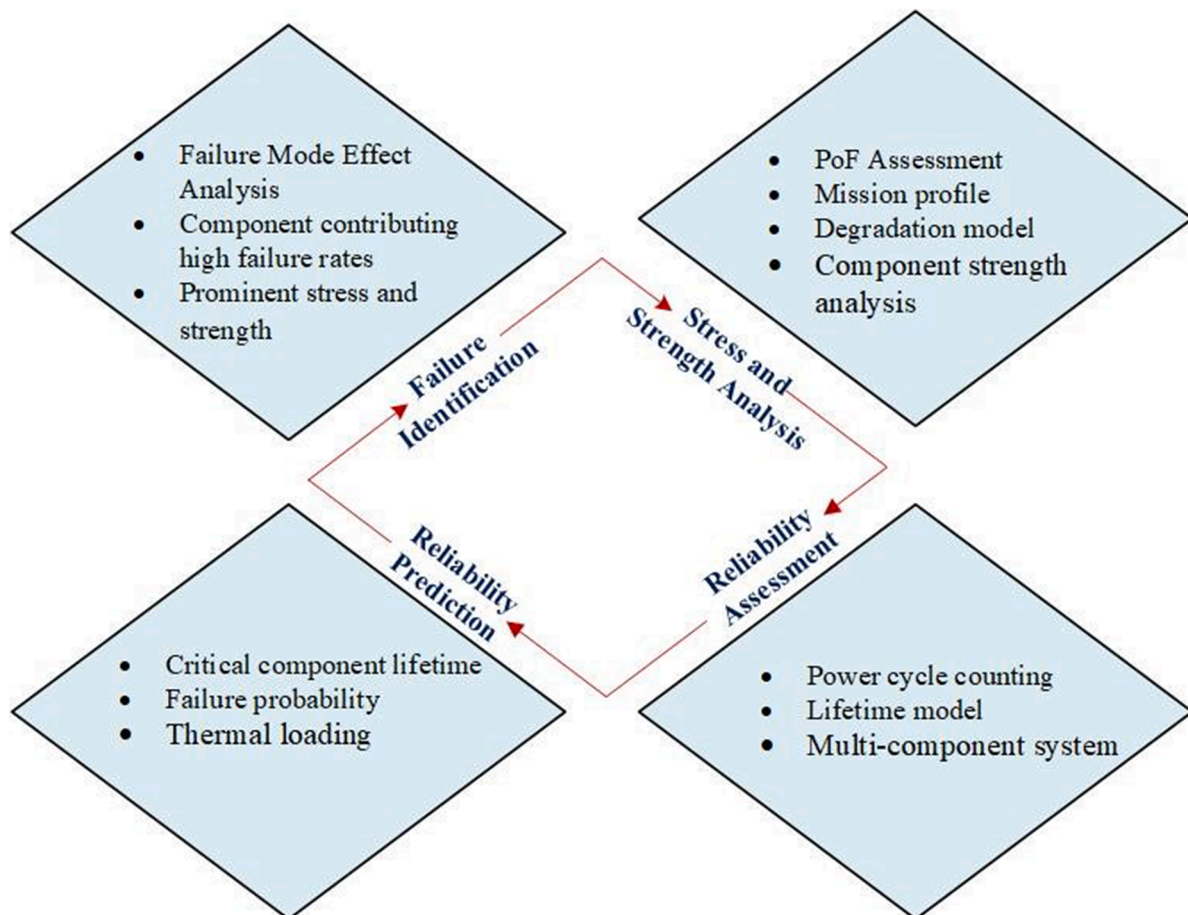 • Failure Mode Effect
Analysis
• Component contributing
high failure rates
• Prominent stress and
strength
• PoF Assessment
• Mission profile
• Degradation model
• Component strength
analysis
Failure
Identification
Stress and
Strength Analysis
Reliability
Prediction
Reliability
Assessment
• Critical component lifetime
• Failure probability
• Thermal loading
• Power cycle counting
• Lifetime model
• Multi-component system